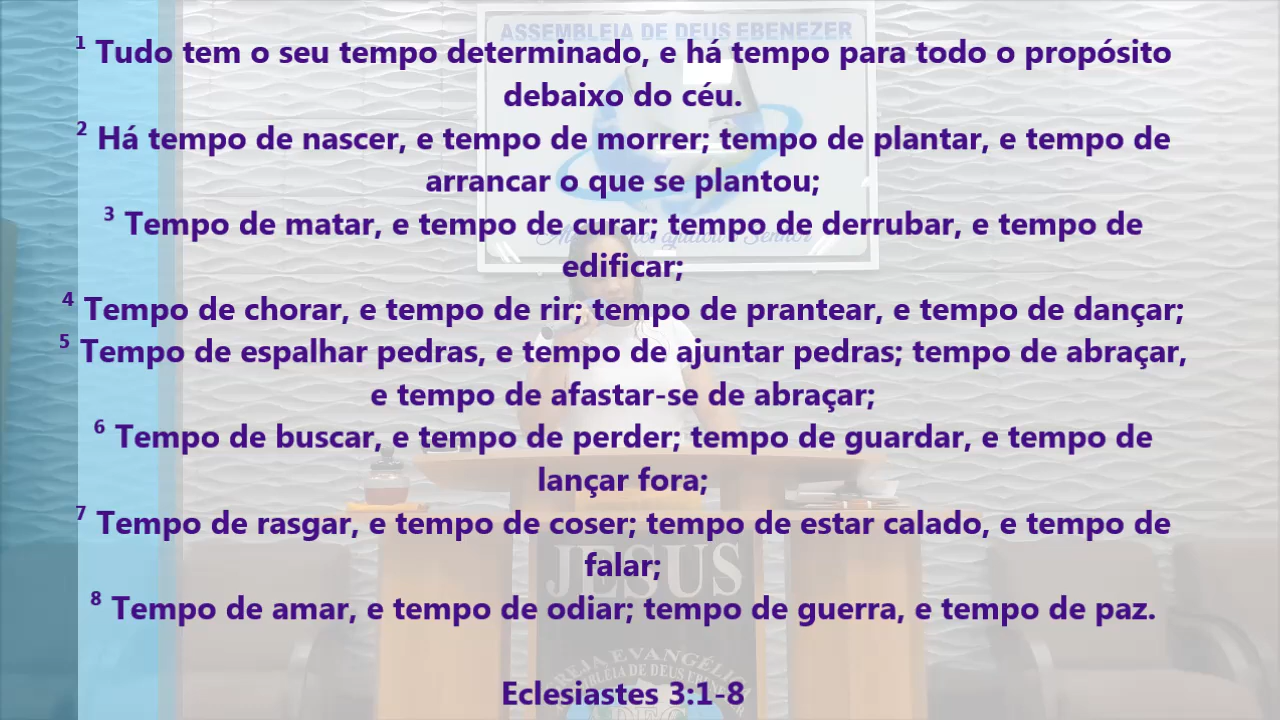 ASSEMBLEIA DE DEUS EBENEZER
1 Tudo tem o seu tempo determinado, e há tempo para todo o propósito
debaixo do céu.
2 Há tempo de nascer, e tempo de morrer; tempo de plantar, e tempo de
arrancar o que se plantou;
3 Tempo de matar, e tempo de curar; tempo de derrubar, e tempo de
edificar;
4 Tempo de chorar, e tempo de rir; tempo de prantear, e tempo de dançar;
5 Tempo de espalhar pedras, e tempo de ajuntar pedras; tempo de abraçar,
e tempo de afastar-se de abraçar;
6 Tempo de buscar, e tempo de perder; tempo de guardar, e tempo de
lançar fora;
7 Tempo de rasgar, e tempo de coser; tempo de estar calado, e tempo de
falar;
JESUS
8 Tempo de amar, e tempo de odiar; tempo de guerra, e tempo de paz.
EVANGÉLICA
DE DEUS
Eclesiastes 3:1-8